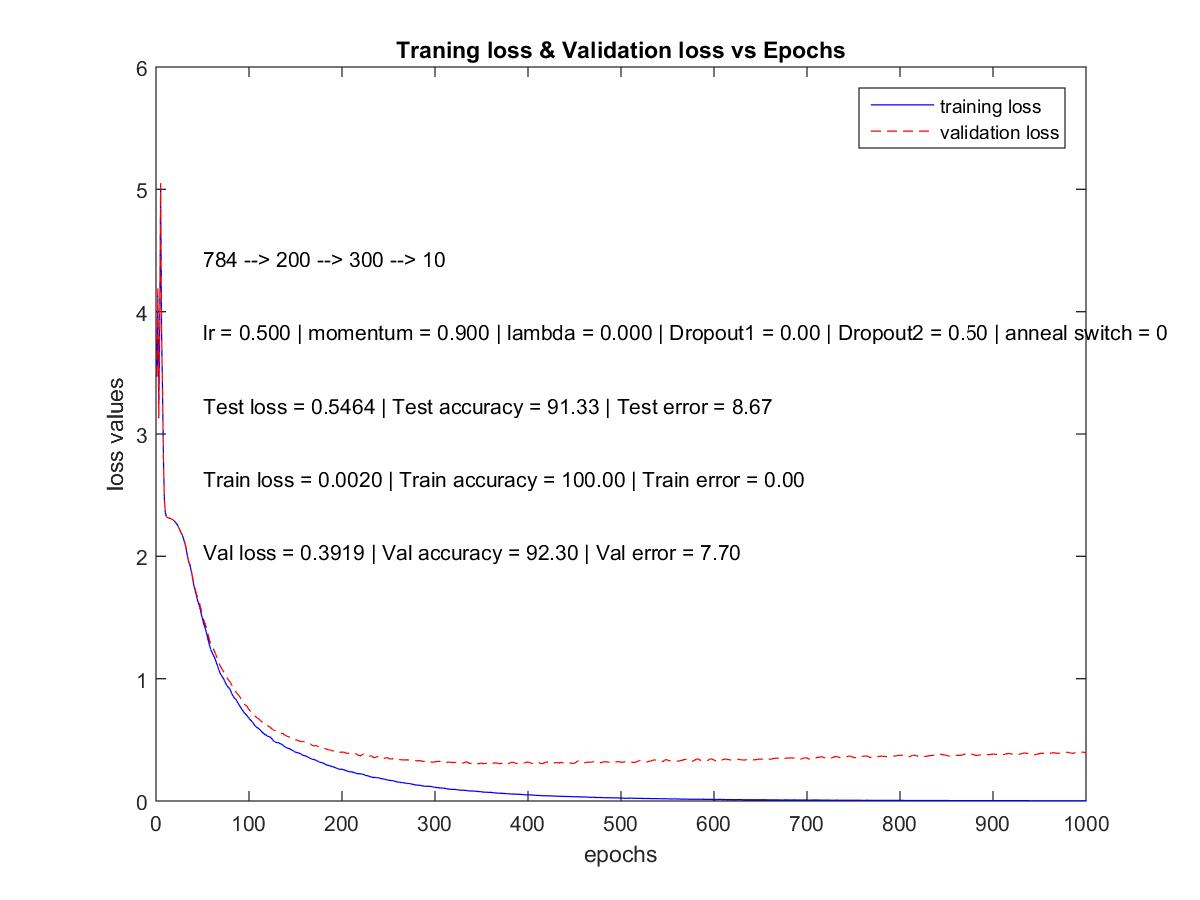 Traning loss & Validation loss vs Epochs
6
5
4
3
2
1
0
loss values
training loss
validation loss
784 --> 200 --> 300 --> 10
lr = 0.500 | momentum = 0.900 | lambda = 0.000 | Dropout1 = 0.00 | Dropout2 = 0.50 | anneal switch = 0
Test loss = 0.5464 | Test accuracy = 91.33 | Test error = 8.67
Train loss = 0.0020 | Train accuracy = 100.00 | Train error = 0.00
Val loss = 0.3919 | Val accuracy = 92.30 | Val error = 7.70
0 100 200 300 400 500 600 700 800 900 1000
epochs